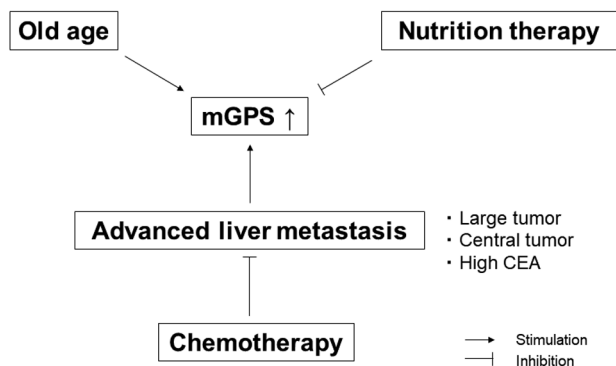 Old age
Nutrition therapy
mGPS ↑
Advanced liver metastasis
・Large tumor
・Central tumor
・High CEA
Chemotherapy
Stimulation
Inhibition